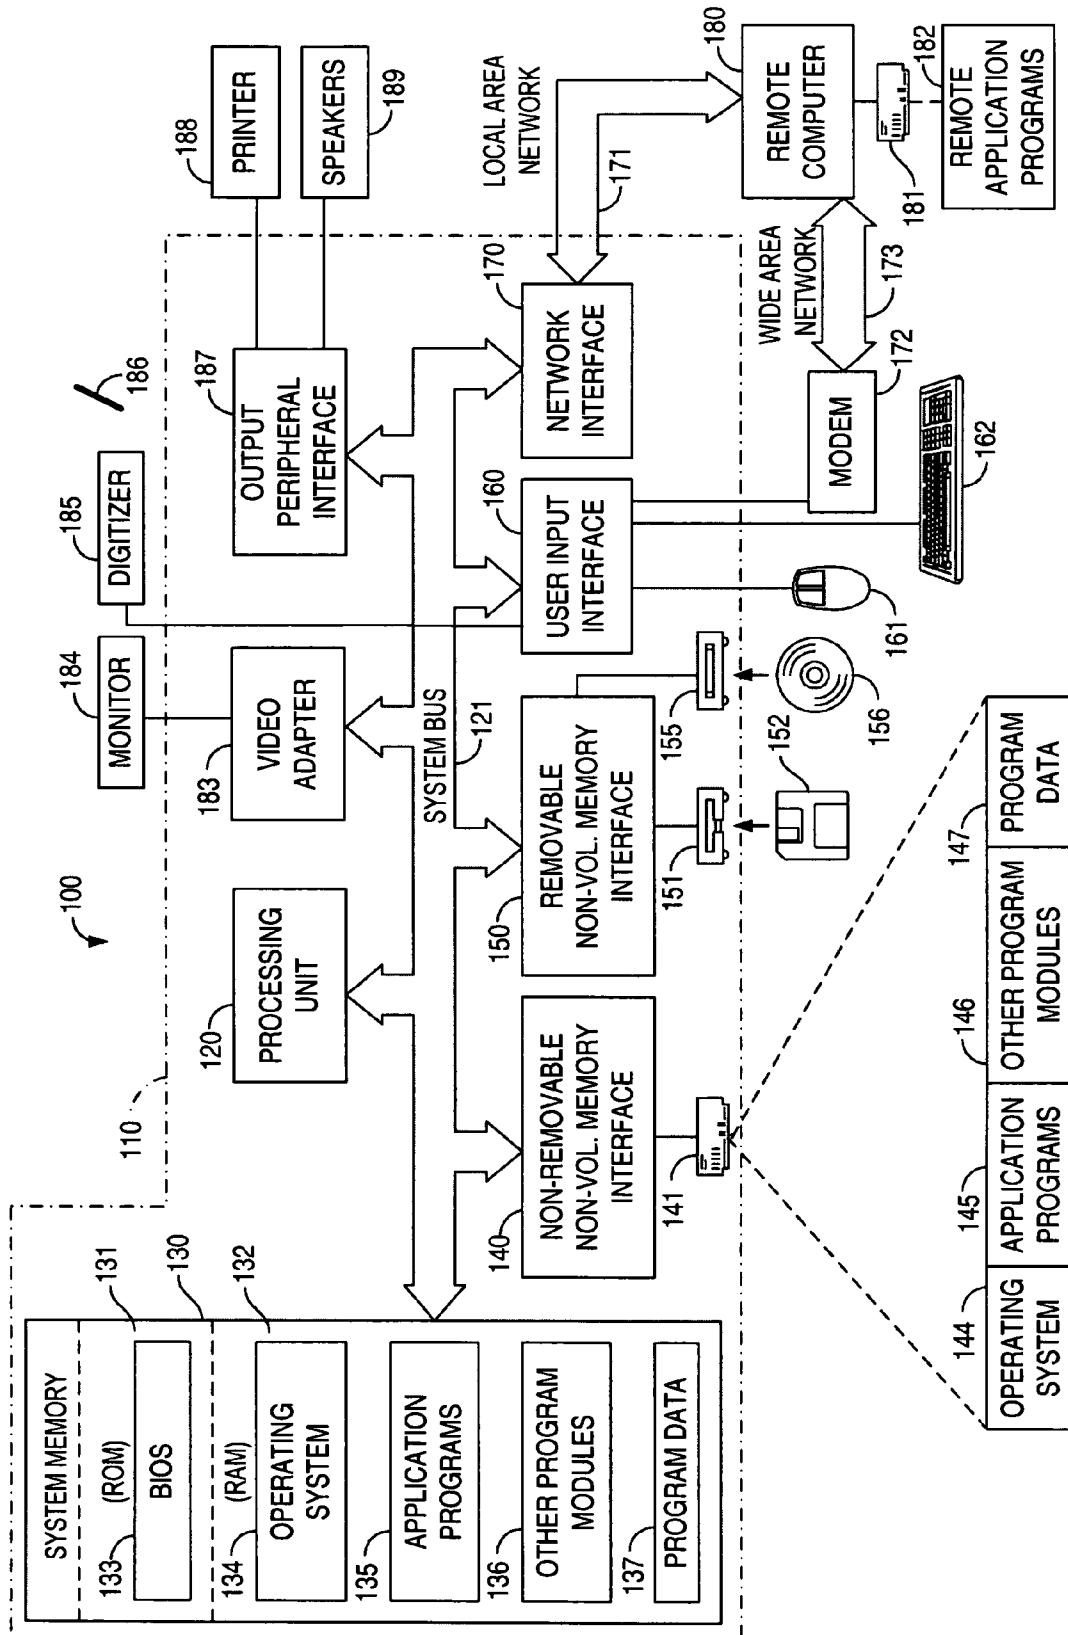 100
110
SYSTEM MEMORY
(ROM)
131
133
BIOS
130
(RAM)
132
134
OPERATING
SYSTEM
135
APPLICATION
PROGRAMS
136
OTHER PROGRAM
MODULES
137
PROGRAM DATA
120
PROCESSING
UNIT
183
VIDEO
ADAPTER
184
MONITOR
185
DIGITIZER
186
187
OUTPUT
PERIPHERAL
INTERFACE
188
PRINTER
SPEAKERS
189
SYSTEM BUS
121
140
NON-REMOVABLE
NON-VOL. MEMORY
INTERFACE
141
150
REMOVABLE
NON-VOL. MEMORY
INTERFACE
151
152
155
156
160
USER INPUT
INTERFACE
161
162
170
NETWORK
INTERFACE
LOCAL AREA
NETWORK
171
WIDE AREA
NETWORK
173
172
MODEM
180
REMOTE
COMPUTER
181
182
REMOTE
APPLICATION
PROGRAMS
144
OPERATING
SYSTEM
145
APPLICATION
PROGRAMS
146
OTHER PROGRAM
MODULES
147
PROGRAM
DATA